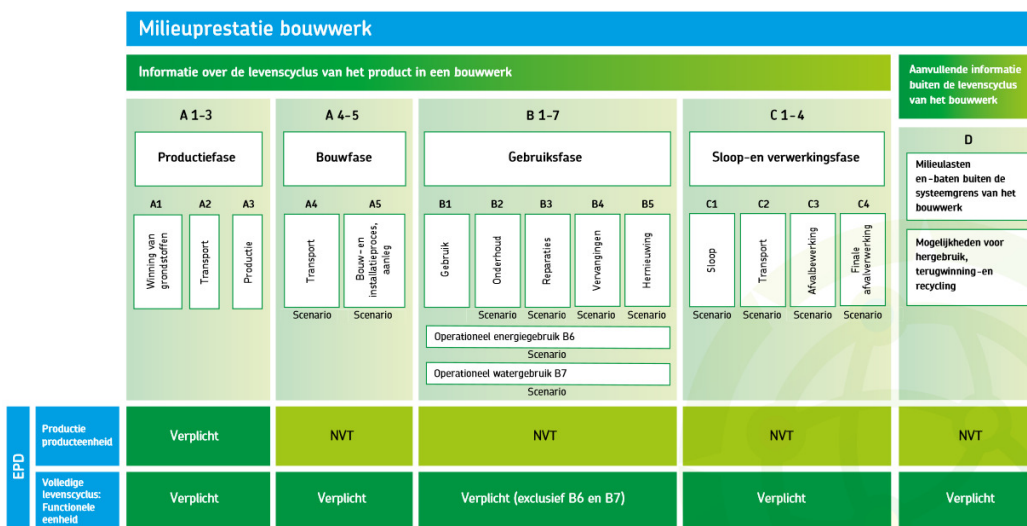 Milieuprestatie bouwwerk
Informatie over de levenscyclus van het product in een bouwwerk
Aanvullende informatie
buiten de levenscyclus
van het bouwwerk
A 1-3
A 4-5
B 1-7
C 1-4
D
Productiefase
Bouwfase
Gebruiksfase
Sloop-en verwerkingsfase
Milieulasten
en-baten buiten de
systeemgrens van het
bouwwerk
A1
A2
A3
A4
A5
B1
B2
B3
B4
B5
C1
C2
C3
C4
Winning van
grondstoffen
Transport
Productie
Transport
Bouw- en
installatieproces,
aanleg
Gebruik
Onderhoud
Reparaties
Vervangingen
Hernieuwing
Sloop
Transport
Afvalbewerking
Finale
afvalverwerking
Mogelijkheden voor
hergebruik,
terugwinning-en
recycling
Scenario
Scenario
Scenario
Scenario
Scenario
Scenario
Scenario
Scenario
Scenario
Scenario
Operationeel energiegebruik B6
Scenario
Operationeel watergebruik B7
Scenario
EPD
Productie
producteenheid
Verplicht
NVT
NVT
NVT
NVT
Volledige
levenscyclus:
Functionele
eenheid
Verplicht
Verplicht
Verplicht (exclusief B6 en B7)
Verplicht
Verplicht